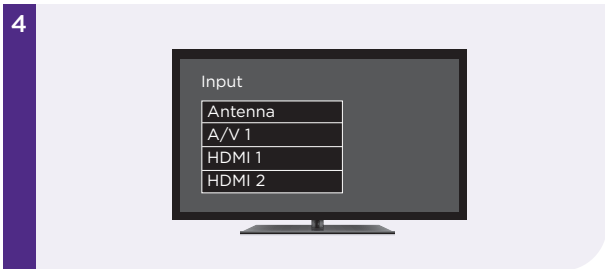 4
Input
Antenna
A/V 1
HDMI 1
HDMI 2